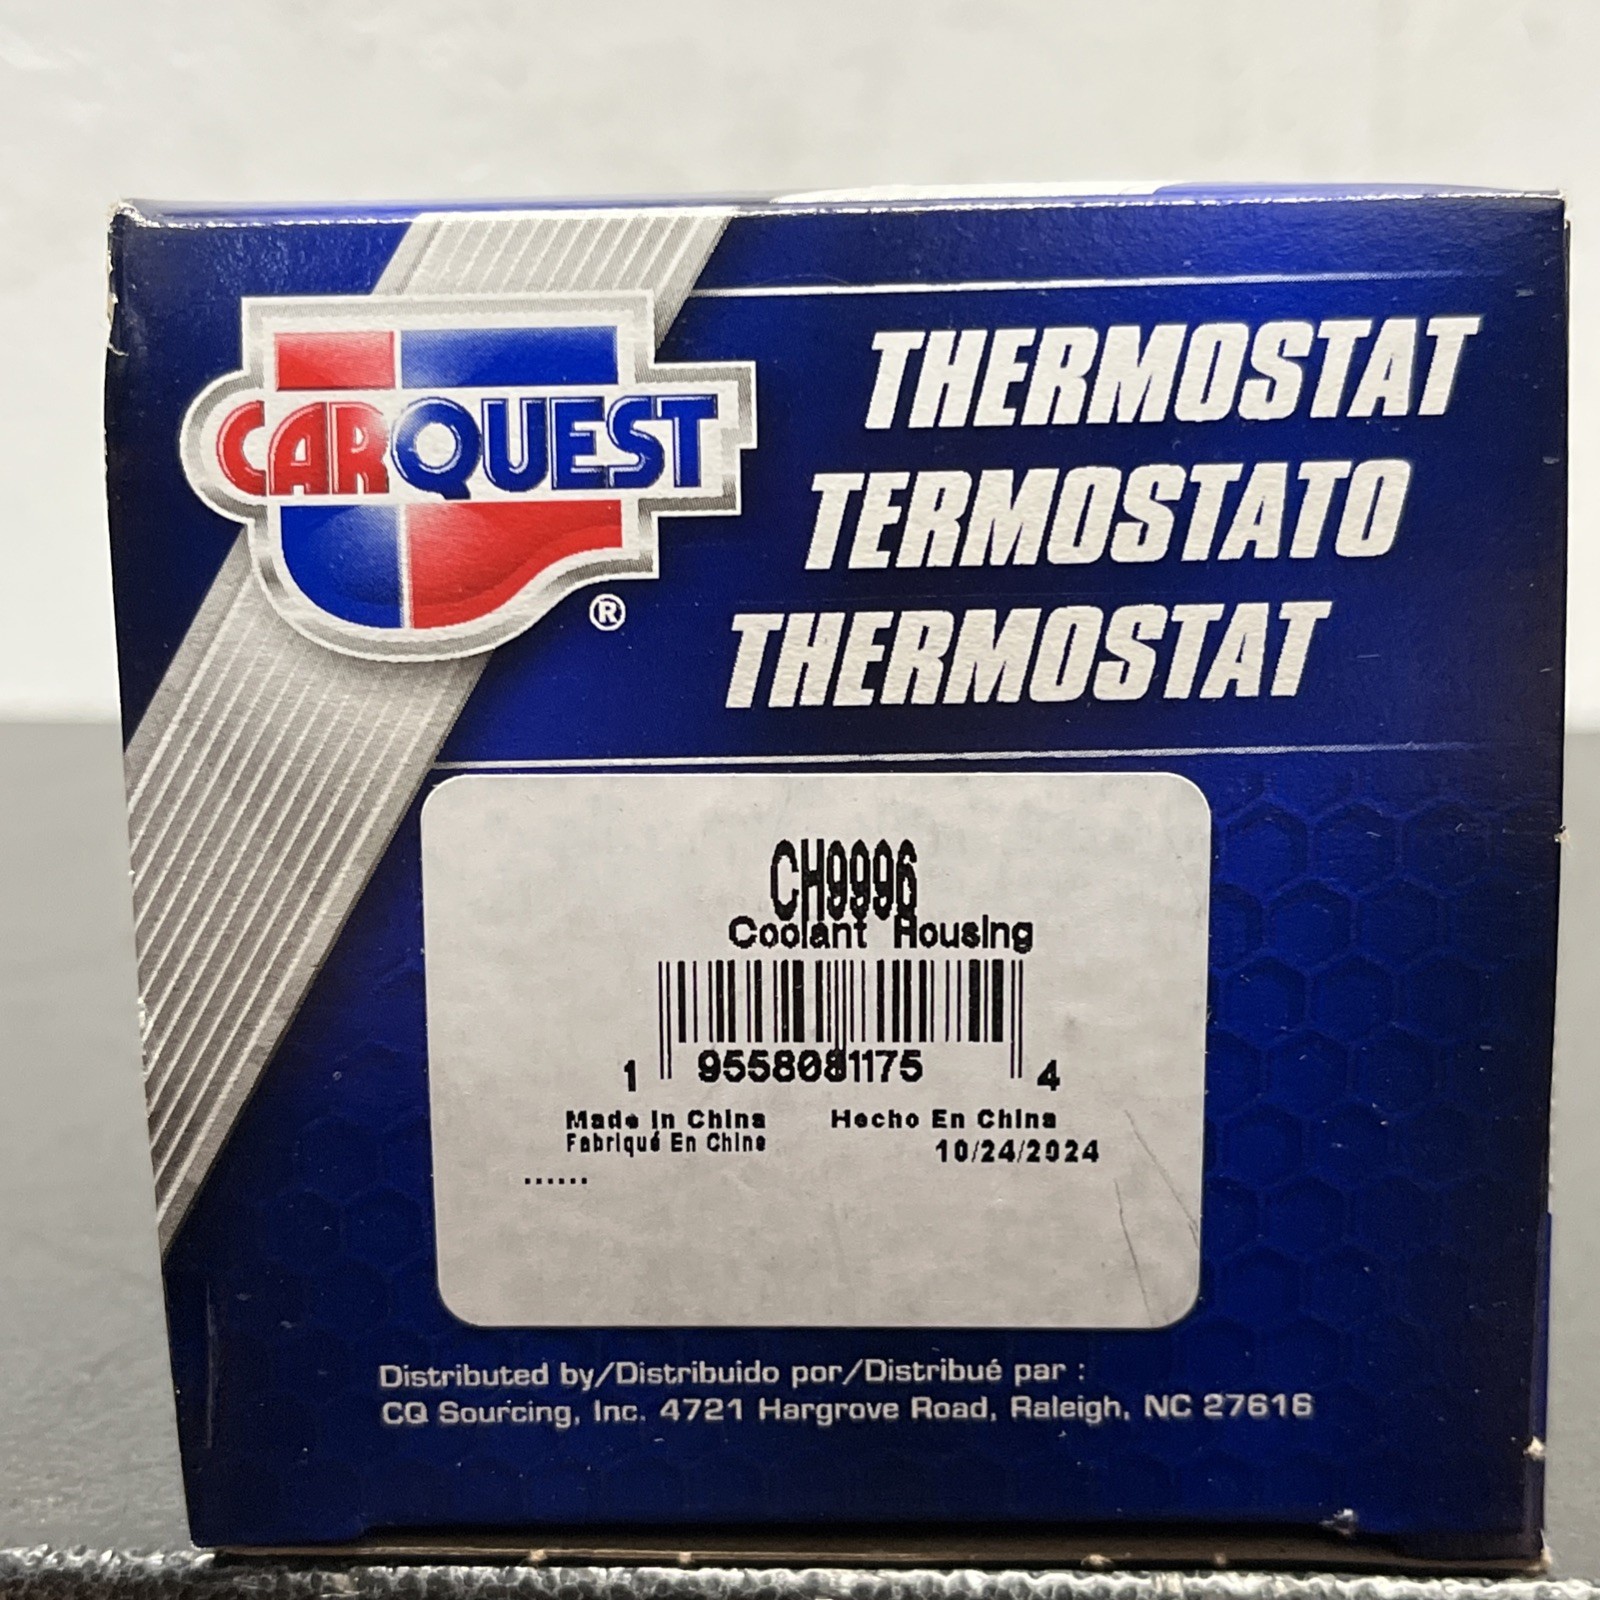 CARQUEST
®
THERMOSTAT
TERMOSTATO
THERMOSTAT
CH9996
Coolant Housing
1 9558081175 4
Made In China Hecho En China
Fabriqué En Chine 10/24/2024
......
Distributed by/Distribuido por/Distribué par :
CQ Sourcing, Inc. 4721 Hargrove Road, Raleigh, NC 27616